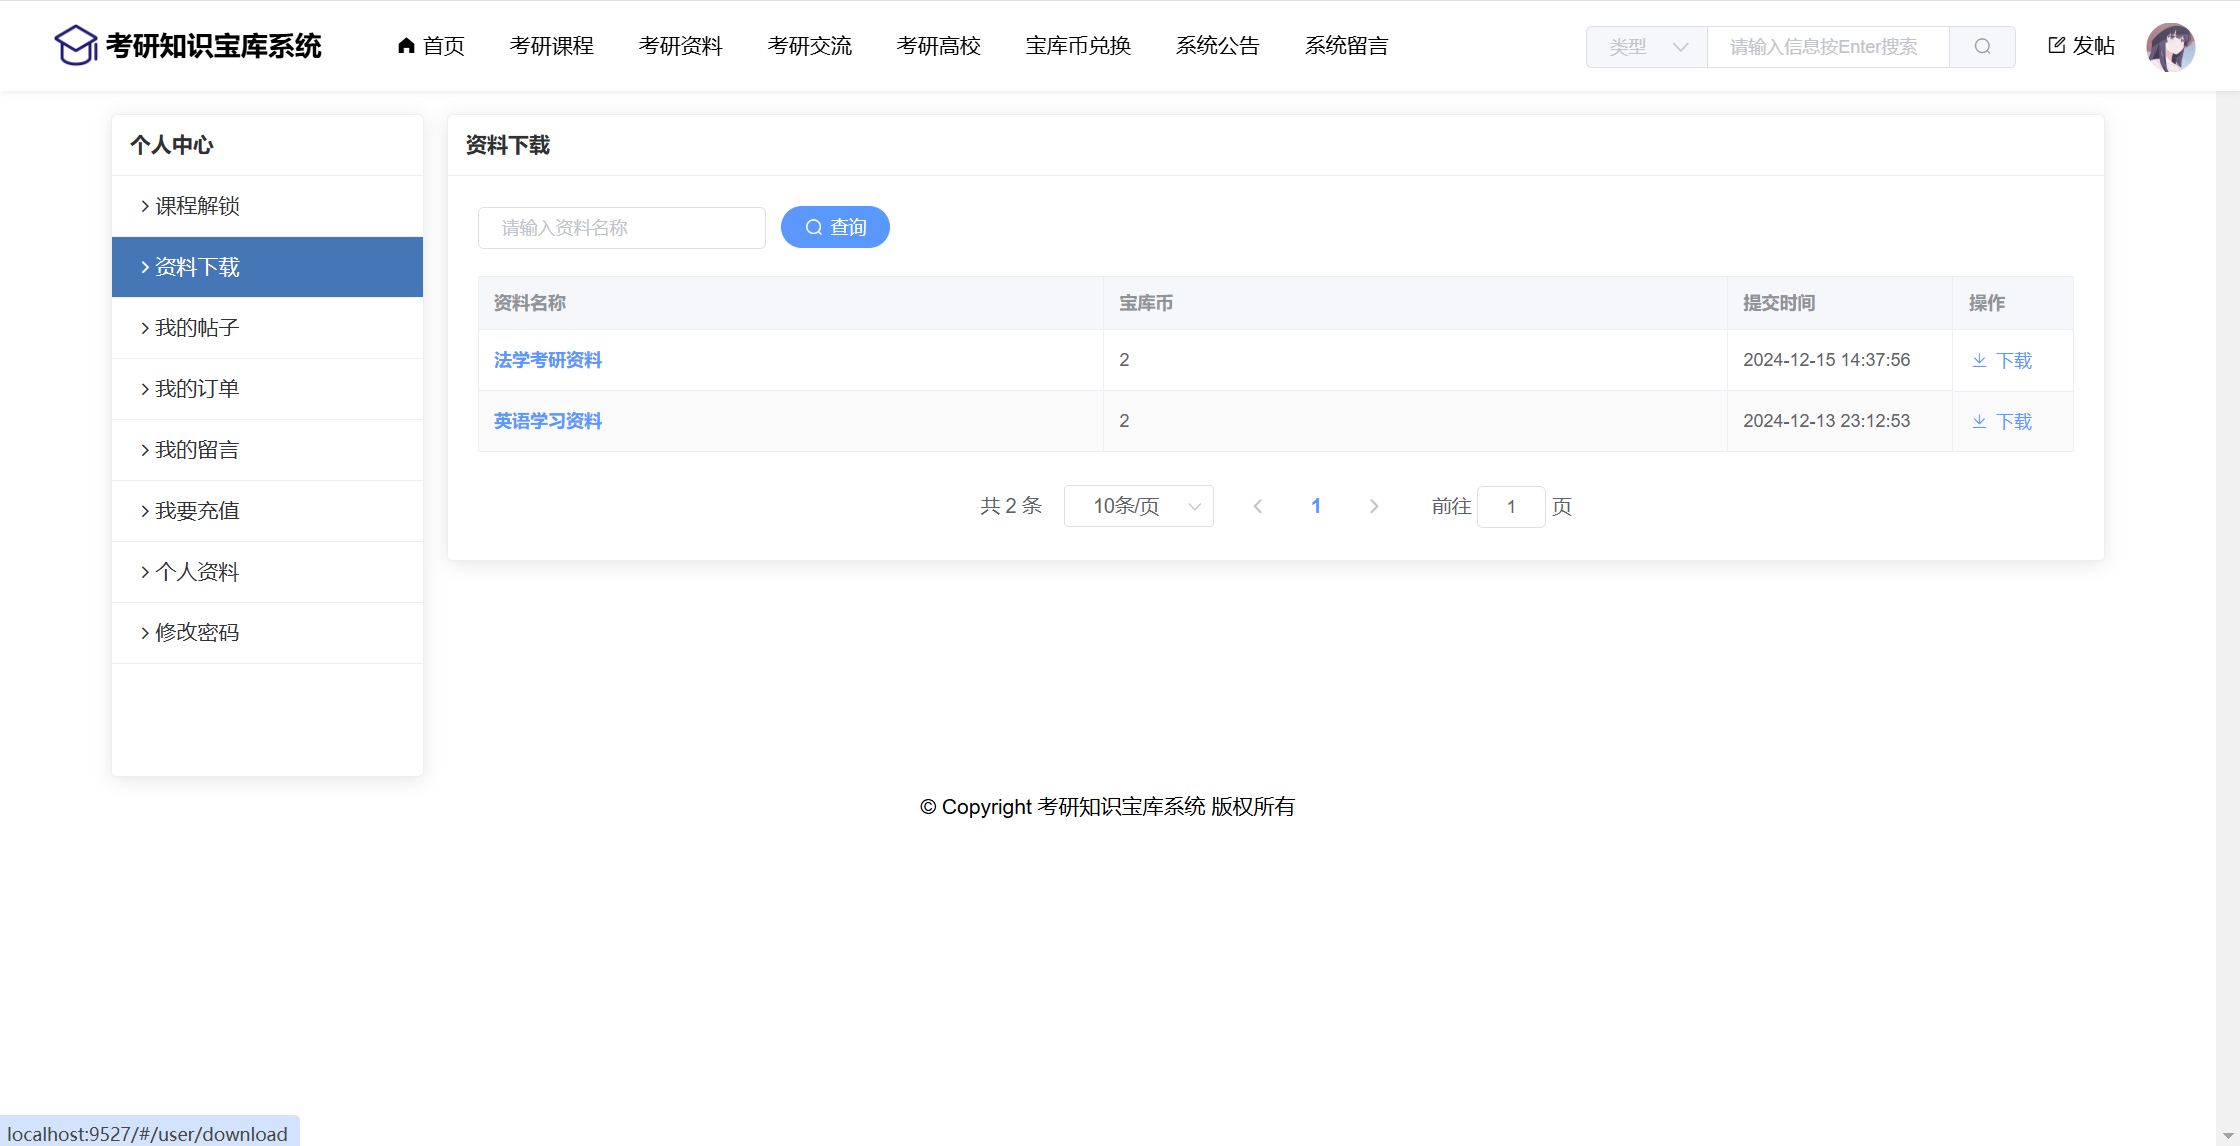 考研知识宝库系统
首页 考研课程 考研资料 考研交流 考研高校 宝库币兑换 系统公告 系统留言
类型 请输入信息按Enter搜索
发帖
个人中心
课程解锁
资料下载
我的帖子
我的订单
我的留言
我要充值
个人资料
修改密码
资料下载
请输入资料名称 查询
资料名称 宝库币 提交时间 操作
法学考研资料 2 2024-12-15 14:37:56 下载
英语学习资料 2 2024-12-13 23:12:53 下载
共 2 条 10条/页 1 前往 1 页
© Copyright 考研知识宝库系统 版权所有
localhost:9527/#/user/download